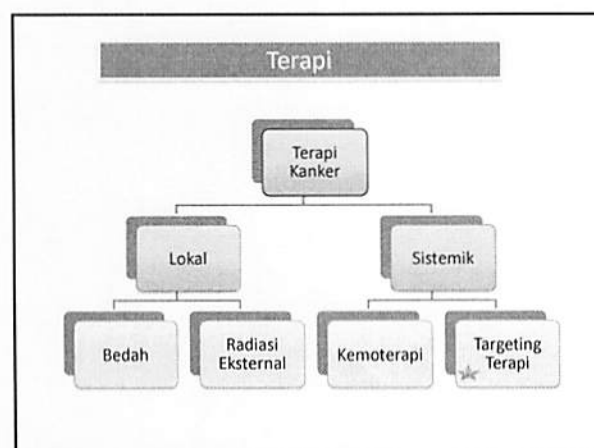 Terapi
Terapi
Kanker
Lokal
Sistemik
Bedah
Radiasi
Eksternal
Kemoterapi
Targeting
Terapi